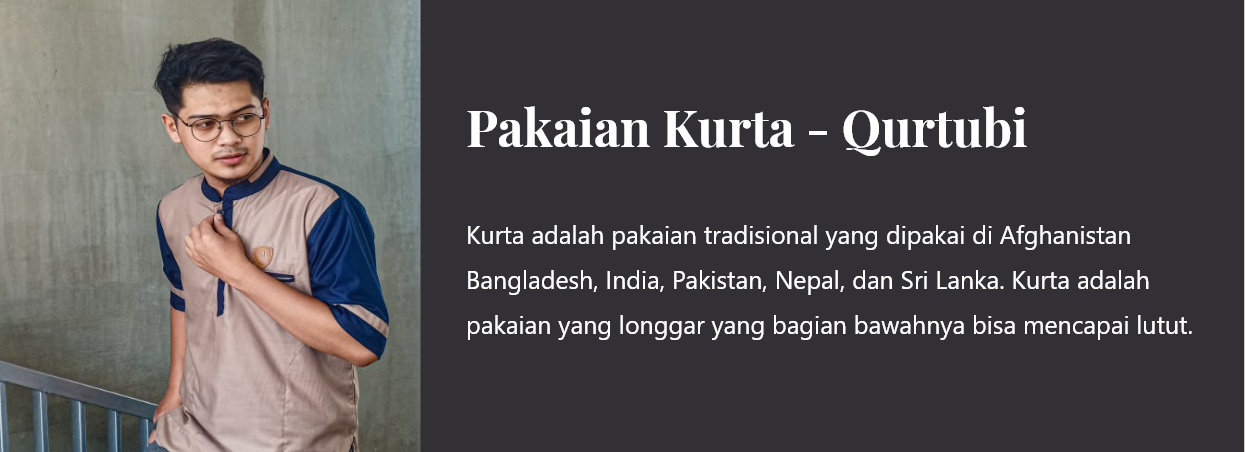 Pakaian Kurta - Qurtubi
Kurta adalah pakaian tradisional yang dipakai di Afghanistan
Bangladesh, India, Pakistan, Nepal, dan Sri Lanka. Kurta adalah
pakaian yang longgar yang bagian bawahnya bisa mencapai lutut.